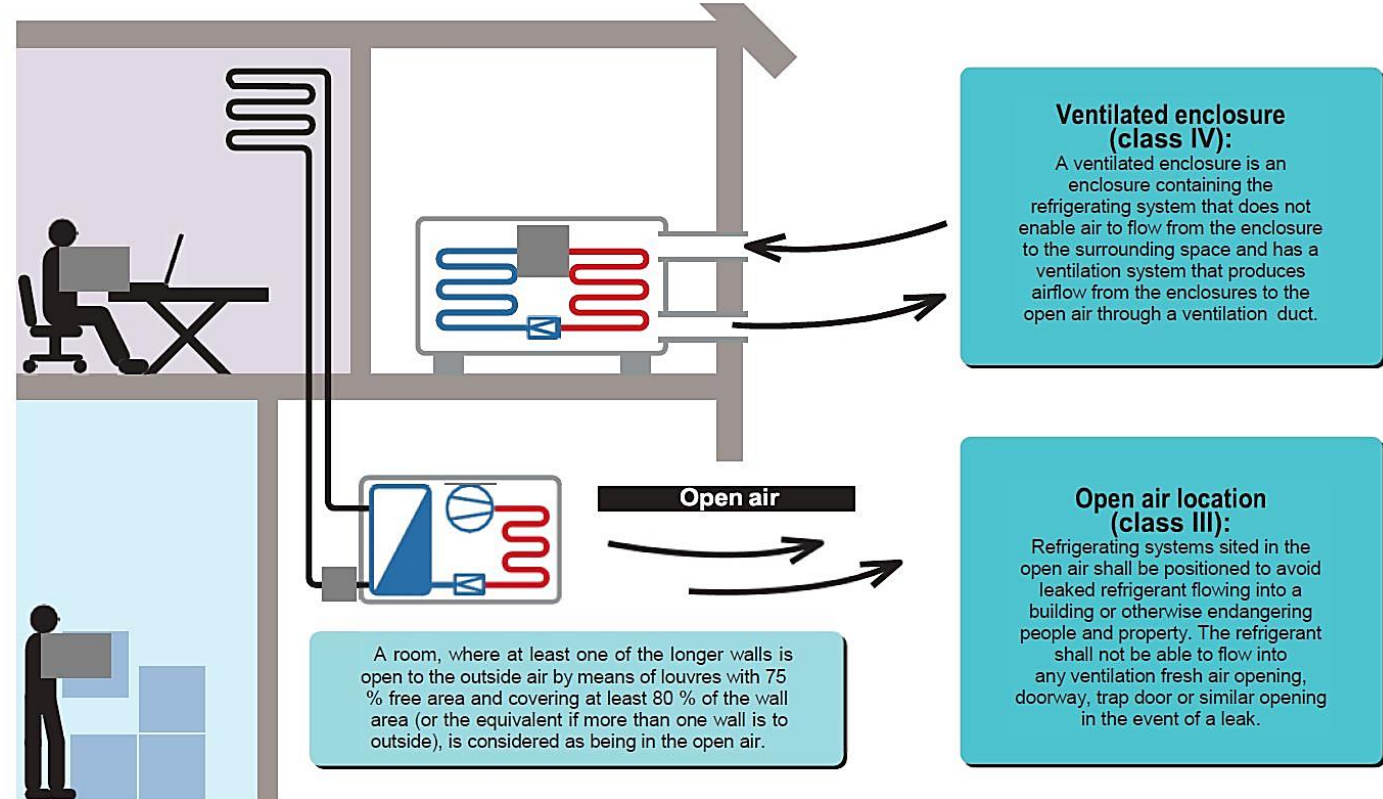 Ventilated enclosure
(class IV):
A ventilated enclosure is an
enclosure containing the
refrigerating system that does not
enable air to flow from the enclosure
to the surrounding space and has a
ventilation system that produces
airflow from the enclosures to the
open air through a ventilation duct.
Open air
Open air location
(class III):
Refrigerating systems sited in the
open air shall be positioned to avoid
leaked refrigerant flowing into a
building or otherwise endangering
people and property. The refrigerant
shall not be able to flow into
any ventilation fresh air opening,
doorway, trap door or similar opening
in the event of a leak.
A room, where at least one of the longer walls is
open to the outside air by means of louvres with 75
% free area and covering at least 80 % of the wall
area (or the equivalent if more than one wall is to
outside), is considered as being in the open air.